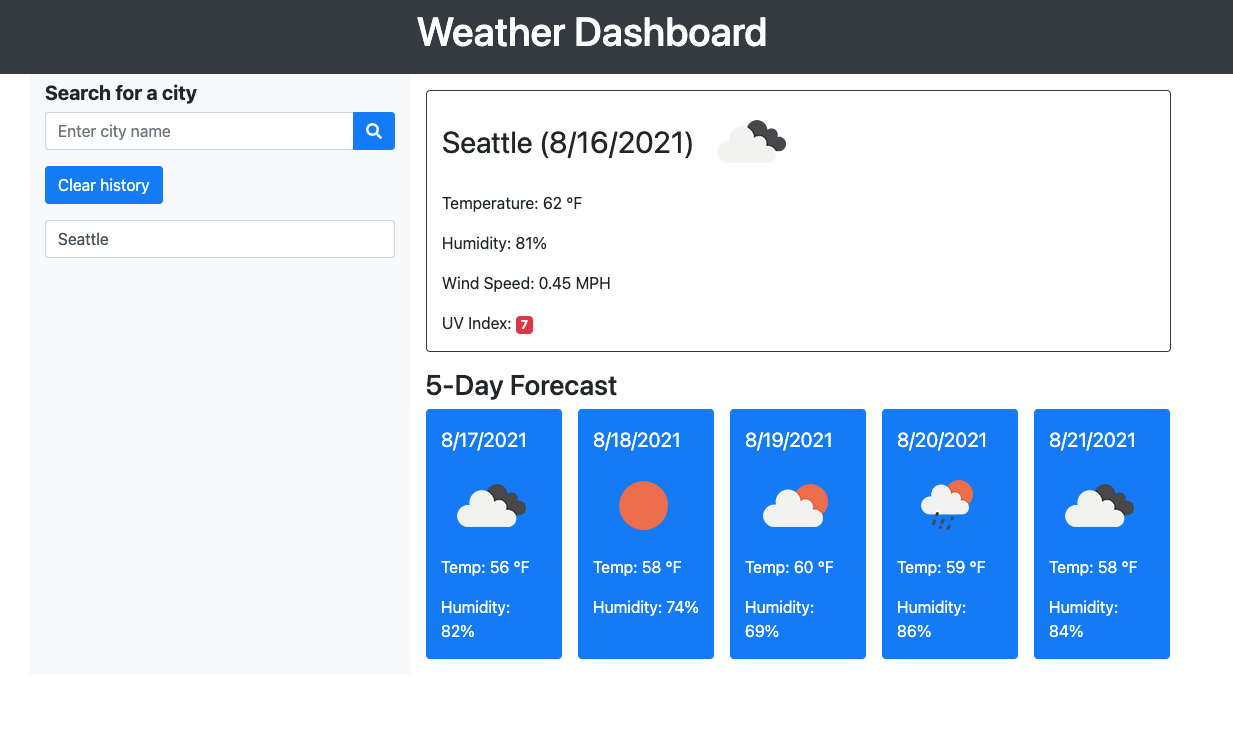 Weather Dashboard
Search for a city
Enter city name
Clear history
Seattle
Seattle (8/16/2021)
Temperature: 62 °F
Humidity: 81%
Wind Speed: 0.45 MPH
UV Index: 7
5-Day Forecast
8/17/2021
Temp: 56 °F
Humidity:
82%
8/18/2021
Temp: 58 °F
Humidity: 74%
8/19/2021
Temp: 60 °F
Humidity:
69%
8/20/2021
Temp: 59 °F
Humidity:
86%
8/21/2021
Temp: 58 °F
Humidity:
84%